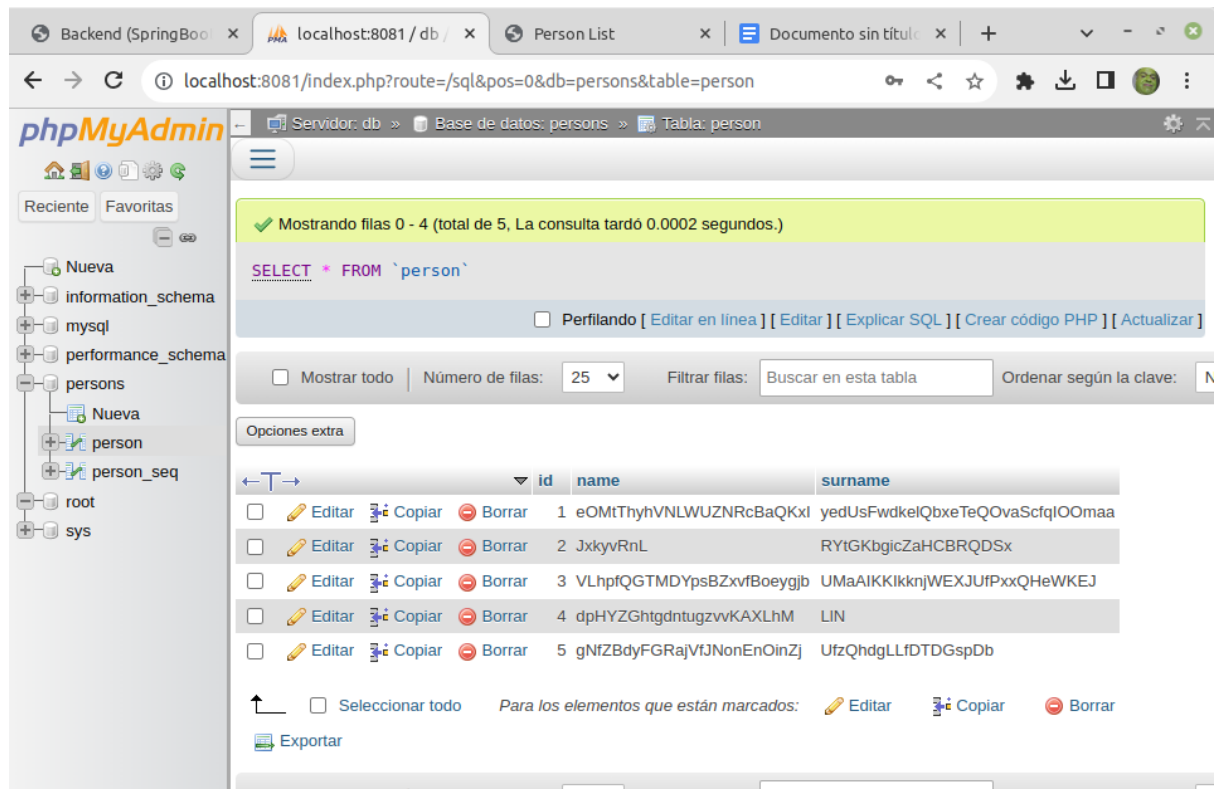 Backend (SpringBoo
localhost:8081 / db /
Person List
Documento sin títul
localhost:8081/index.php?route=/sql&pos=0&db=persons&table=person
phpMyAdmin
Reciente Favoritas
Nueva
information_schema
mysql
performance_schema
persons
Nueva
person
person_seq
root
sys
Servidor: db » Base de datos: persons » Tabla: person
Mostrando filas 0 - 4 (total de 5, La consulta tardó 0.0002 segundos.)
SELECT * FROM `person`
Perfilando [ Editar en línea ] [ Editar ] [ Explicar SQL ] [ Crear código PHP ] [ Actualizar ]
Mostrar todo | Número de filas: 25 Filtrar filas: Buscar en esta tabla Ordenar según la clave: N
Opciones extra
←T→ id name surname
Editar Copiar Borrar 1 eOMtThyhVNLWUZNRcBaQKxI yedUsFwdkelQbxeTeQOvaScfqIOOmaa
Editar Copiar Borrar 2 JxkyvRnL RYtGKbgicZaHCBRQDSx
Editar Copiar Borrar 3 VLhpfQGTMDYpsBZxvfBoeygjb UMaAIKKIkknjWEXJUfPxxQHeWKEJ
Editar Copiar Borrar 4 dpHYZGhtgdntugzvvKAXLhM LIN
Editar Copiar Borrar 5 gNfZBdyFGRajVfJNonEnOinZj UfzQhdgLLfDTDGspDb
Seleccionar todo Para los elementos que están marcados: Editar Copiar Borrar
Exportar